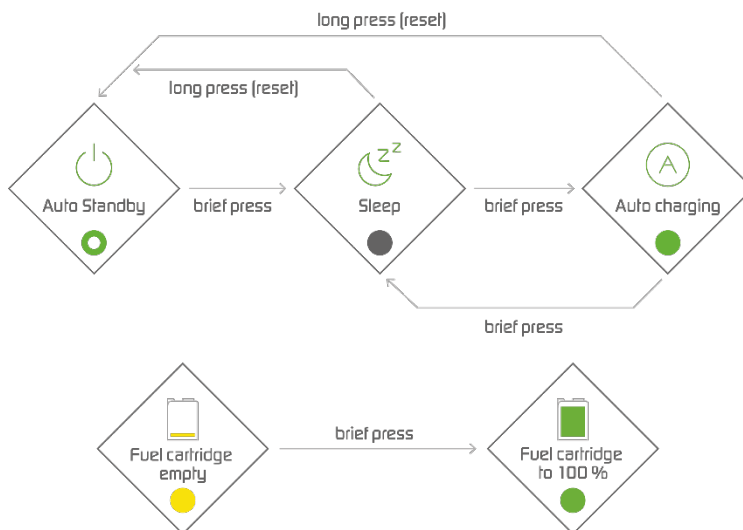 long press (reset)
long press (reset)
Z Z
Auto Standby
brief press
Sleep
brief press
A
Auto charging
brief press
Fuel cartridge
empty
brief press
Fuel cartridge
to 100 %